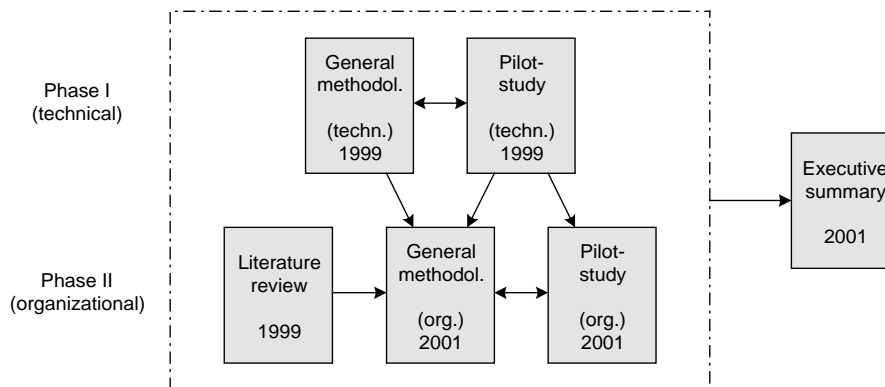 Phase I
(technical)
General
methodol.
(techn.)
1999
Pilot-
study
(techn.)
1999
Executive
summary
2001
Phase II
(organizational)
Literature
review
1999
General
methodol.
(org.)
2001
Pilot-
study
(org.)
2001